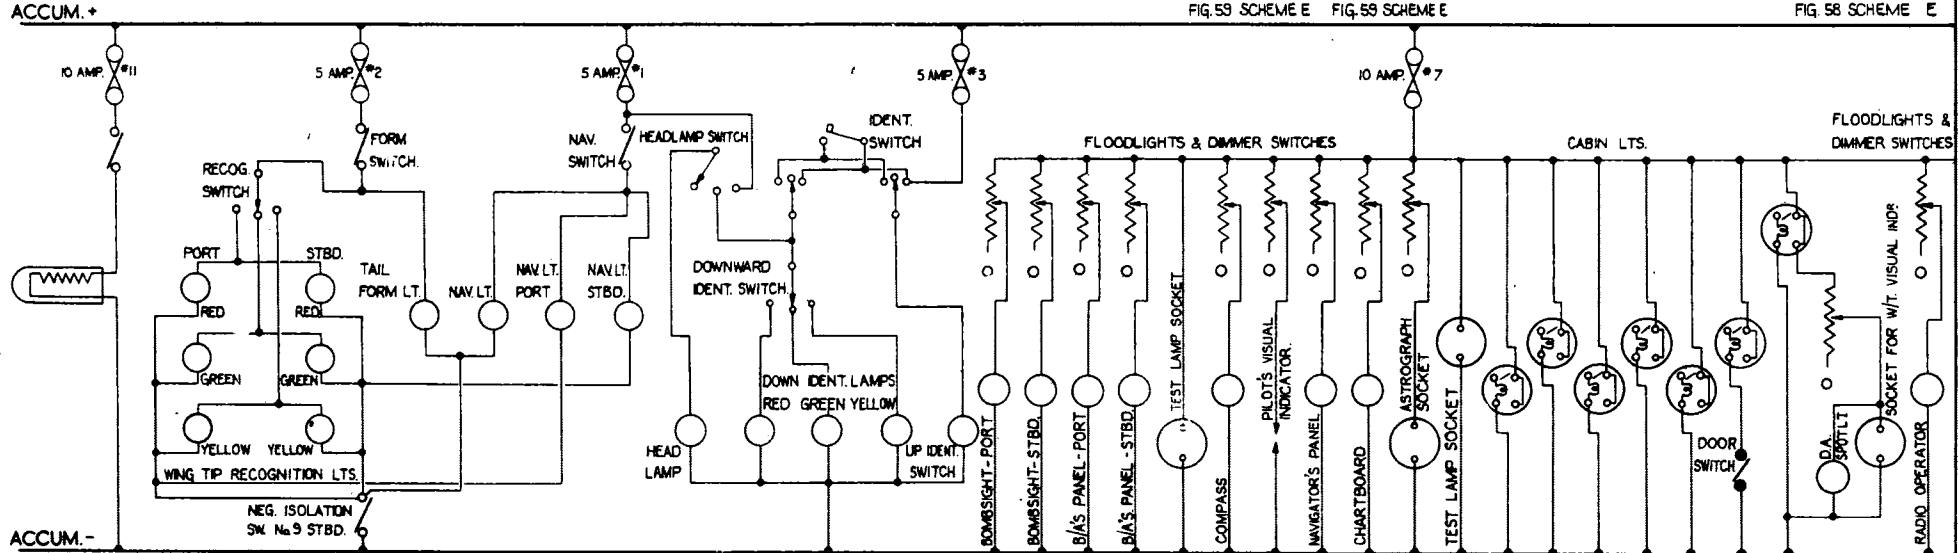 ACCUM.+
FIG.59 SCHEME E
FIG.59 SCHEME E
FIG.58 SCHEME E
10 AMP. #11
5 AMP. #2
5 AMP. #1
5 AMP. #3
10 AMP. #7
FORM
SWITCH.
RECOG.
SWITCH
NAV.
SWITCH
HEADLAMP SWITCH
IDENT.
SWITCH
FLOODLIGHTS & DIMMER SWITCHES
CABIN LTS.
FLOODLIGHTS &
DIMMER SWITCHES
PORT
STBD.
RED
RED
GREEN
GREEN
YELLOW
YELLOW
WING TIP RECOGNITION LTS.
TAIL
FORM LT.
NAV. LT.
NAV. LT.
PORT
NAV. LT.
STBD.
DOWNWARD
IDENT. SWITCH.
DOWN IDENT. LAMPS
RED GREEN YELLOW
HEAD
LAMP
UP IDENT.
SWITCH
NEG. ISOLATION
SW. No 9 STBD.
BOMBSIGHT-PORT
BOMBSIGHT-STBD.
B/A'S PANEL-PORT
B/A'S PANEL-STBD.
TEST LAMP SOCKET
COMPASS
PILOT'S VISUAL
INDICATOR.
NAVIGATOR'S PANEL
CHARTBOARD
ASTROGRAPH
SOCKET
TEST LAMP SOCKET
DOOR
SWITCH
D.A.
SPOTLT
SOCKET FOR W/T. VISUAL INDR.
RADIO OPERATOR
ACCUM.-